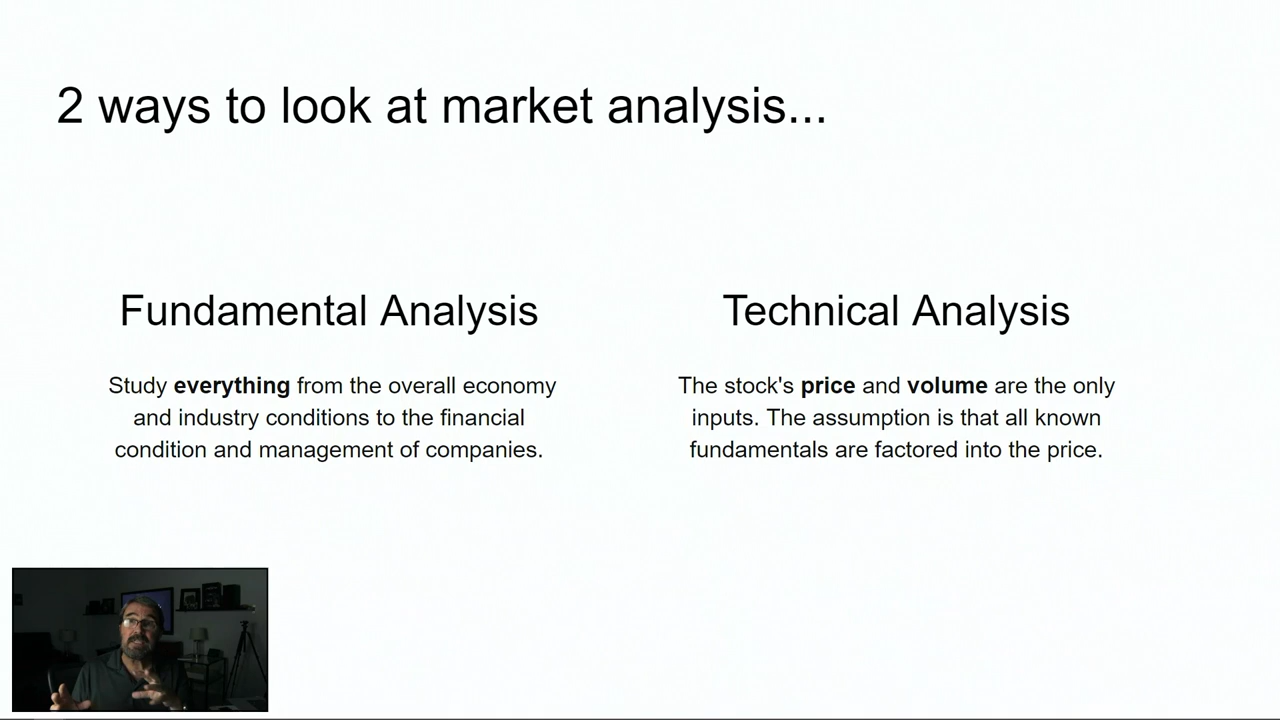 2 ways to look at market analysis...
Fundamental Analysis
Study everything from the overall economy
and industry conditions to the financial
condition and management of companies.
Technical Analysis
The stock's price and volume are the only
inputs. The assumption is that all known
fundamentals are factored into the price.